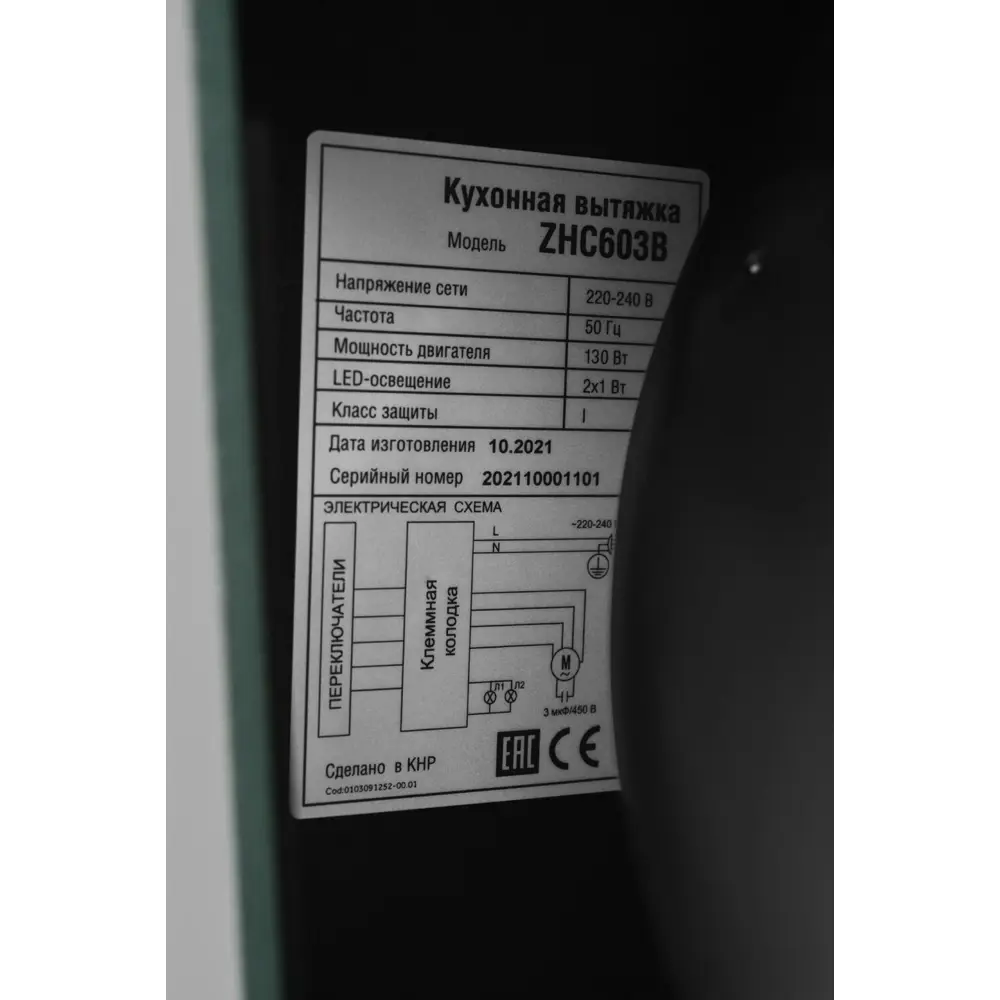 Кухонная вытяжка
Модель ZHC603B
Напряжение сети 220-240 В
Частота 50 Гц
Мощность двигателя 130 Вт
LED-освещение 2x1 Вт
Класс защиты I
Дата изготовления 10.2021
Серийный номер 202110001101
ЭЛЕКТРИЧЕСКАЯ СХЕМА
ПЕРЕКЛЮЧАТЕЛИ
Клеммная
колодка
L
N
~220-240
M
~
Л1 Л2
3 мкФ/450 В
Сделано в КНР
EAC CE
Cod:0103091252-00.01